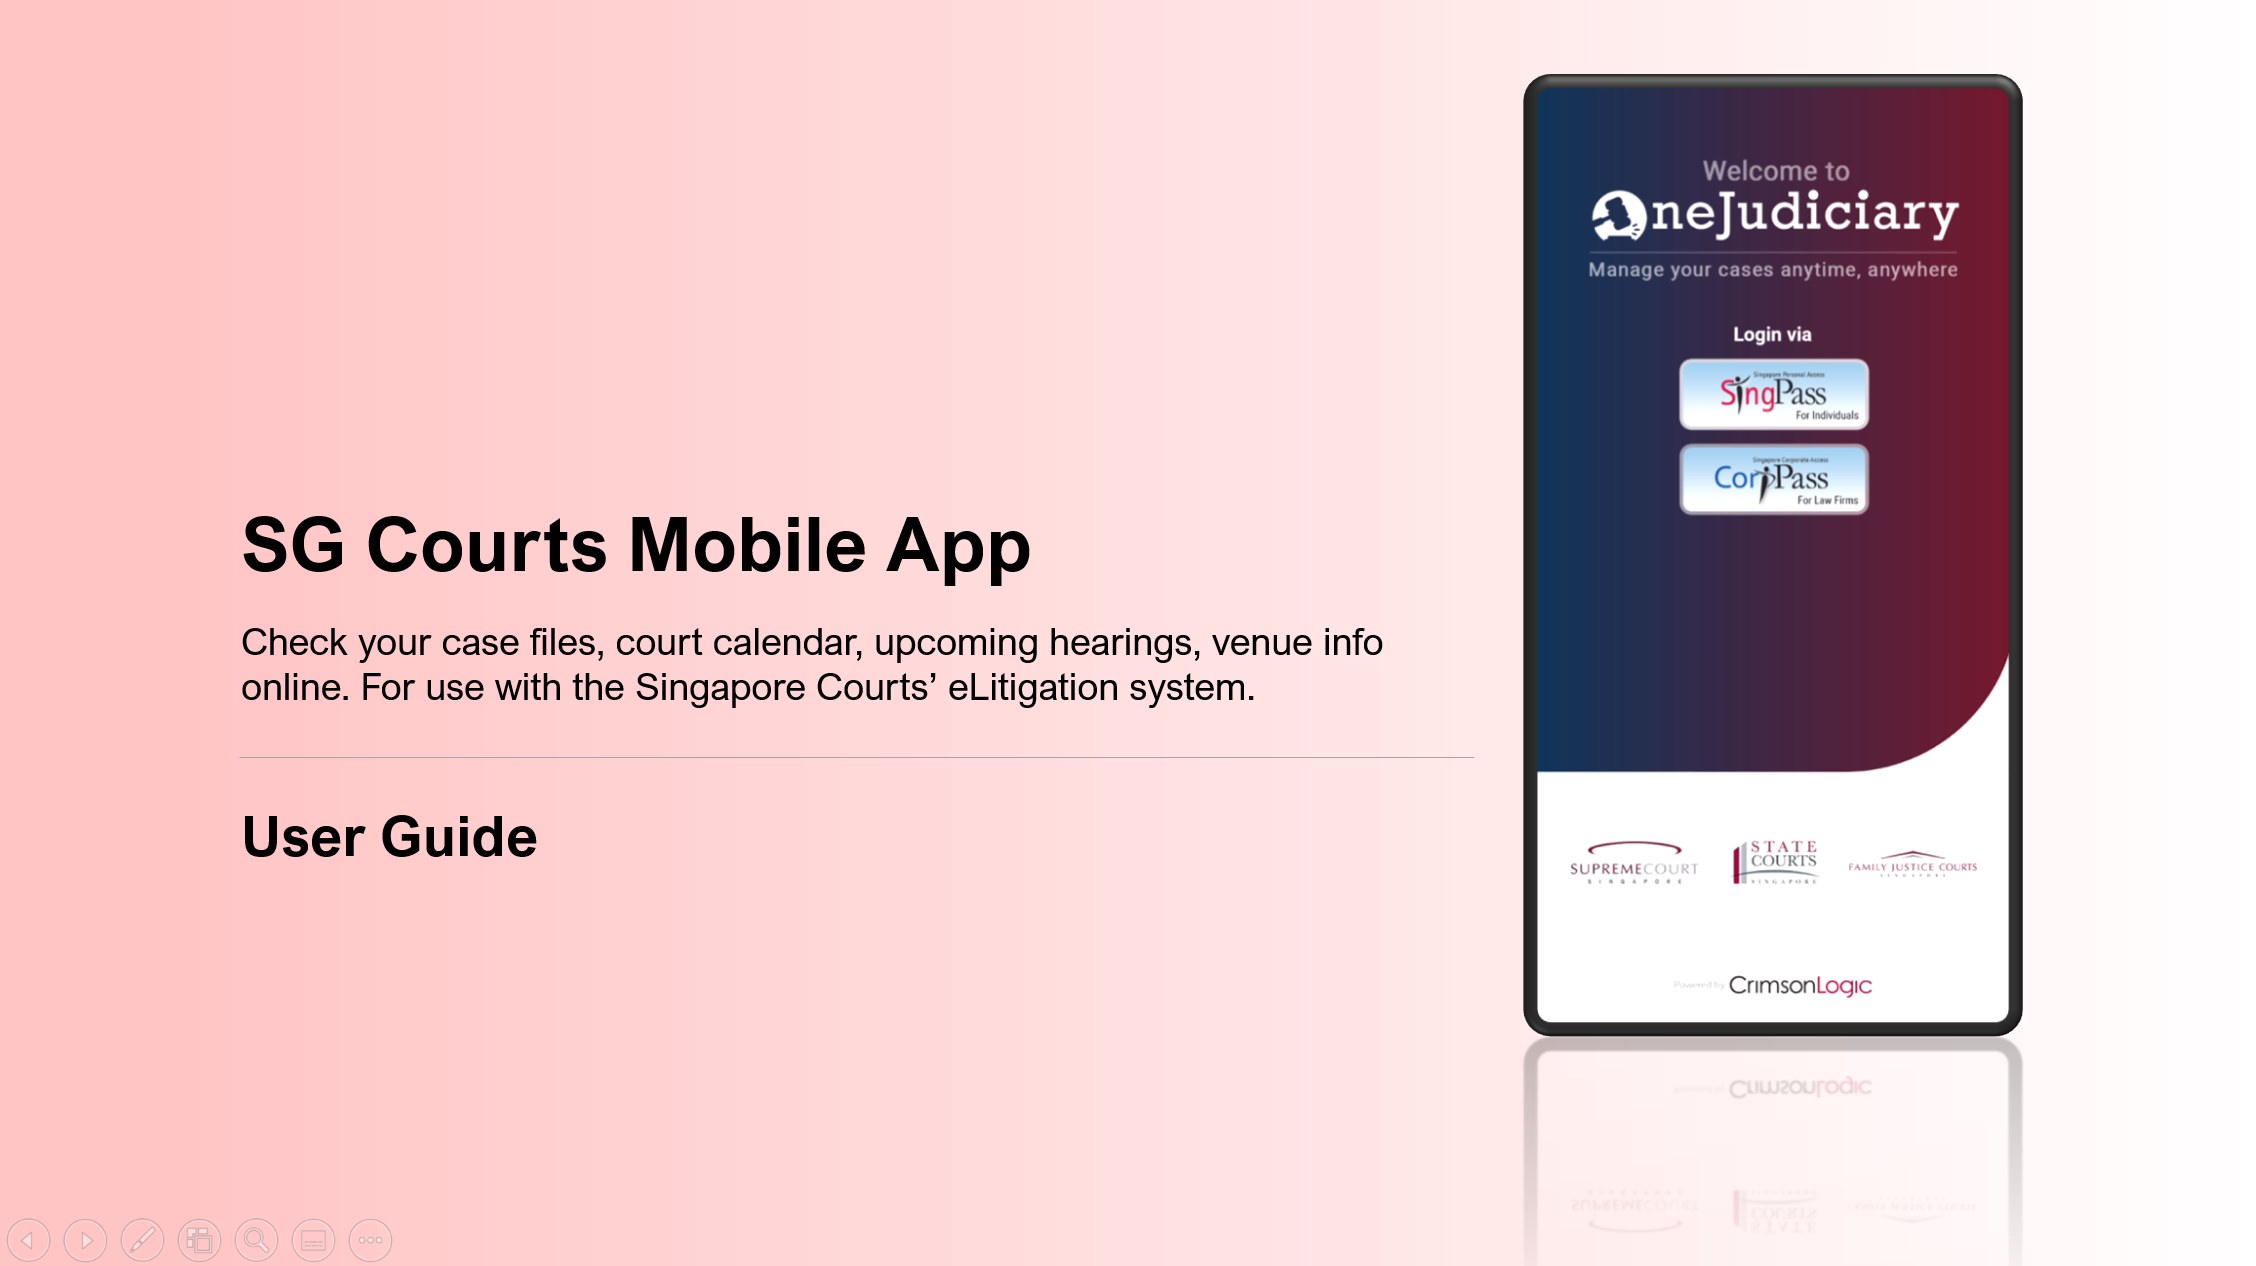 SG Courts Mobile App
Check your case files, court calendar, upcoming hearings, venue info
online. For use with the Singapore Courts’ eLitigation system.
User Guide
Welcome to
OneJudiciary
Manage your cases anytime, anywhere
Login via
Singapore Personal Access
SingPass
For Individuals
Singapore Corporate Access
CorpPass
For Law Firms
SUPREMECOURT
SINGAPORE
STATE
COURTS
SINGAPORE
FAMILY JUSTICE COURTS
SINGAPORE
Powered by CrimsonLogic